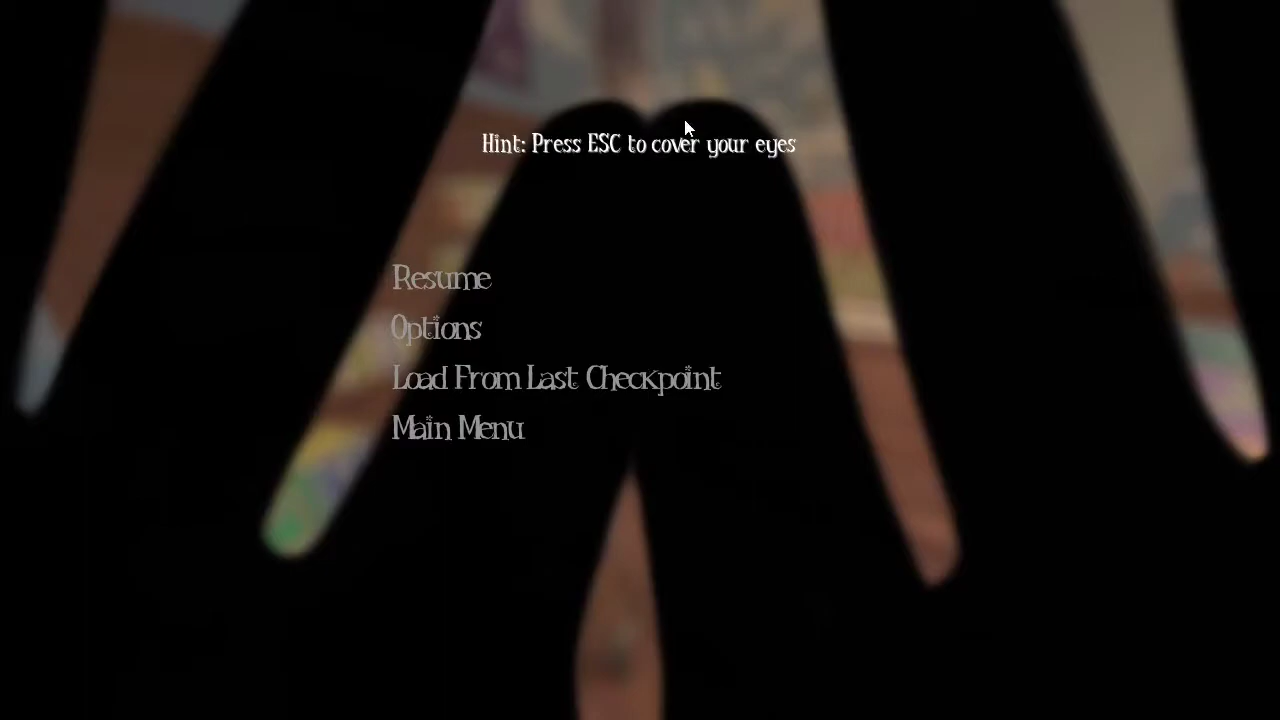 Hint: Press ESC to cover your eyes
Resume
Options
Load From Last Checkpoint
Main Menu